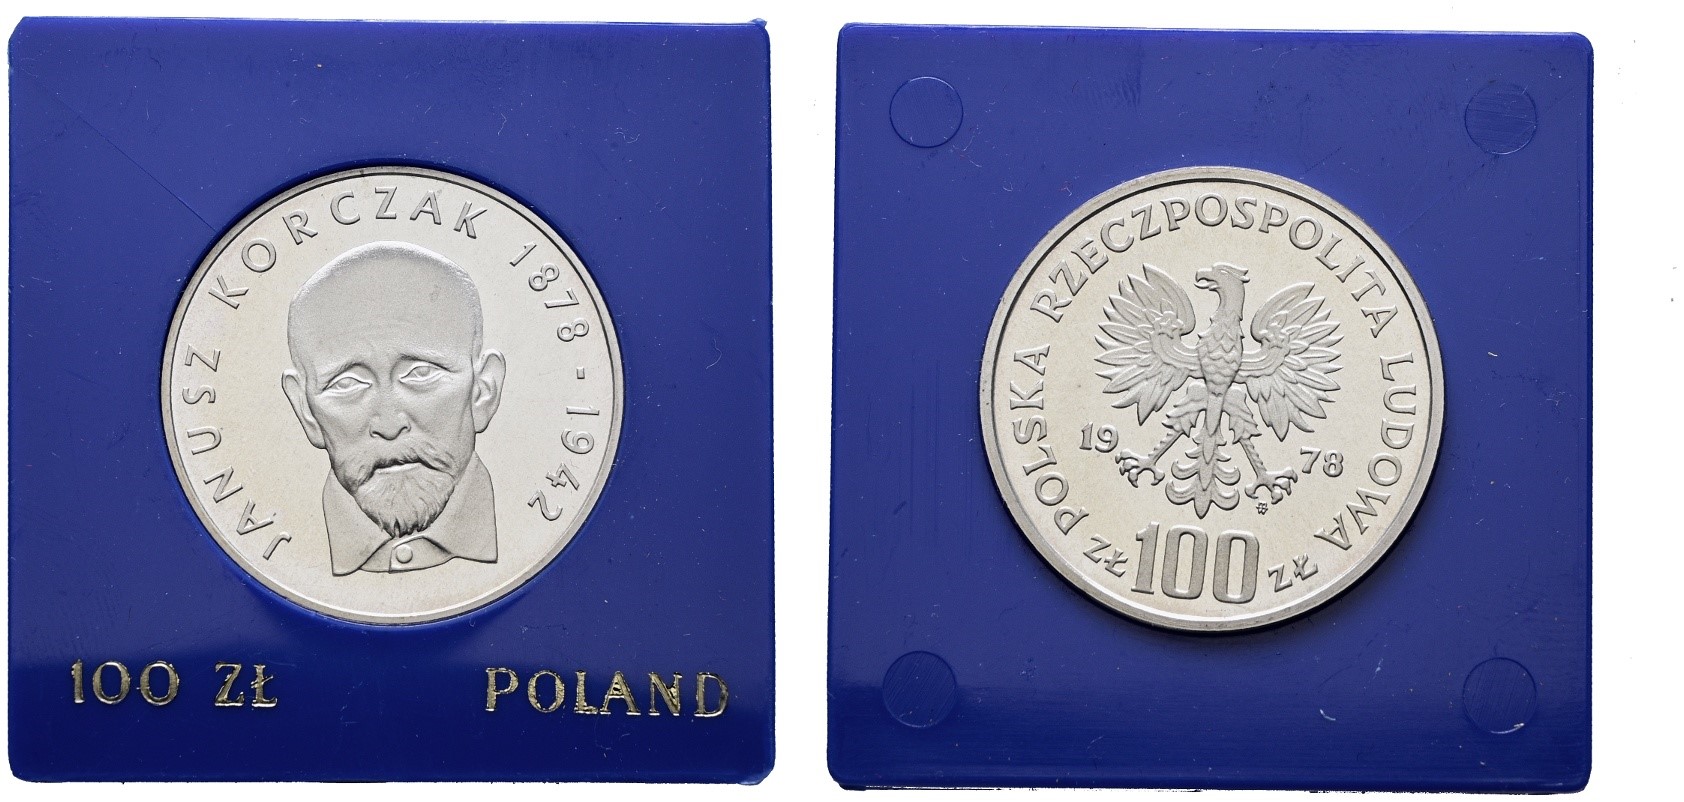 JANUSZ KORCZAK 1878-1942
100 ZŁ POLAND
POLSKA RZECZPOSPOLITA LUDOWA
19 78
ZŁ 100 ZŁ